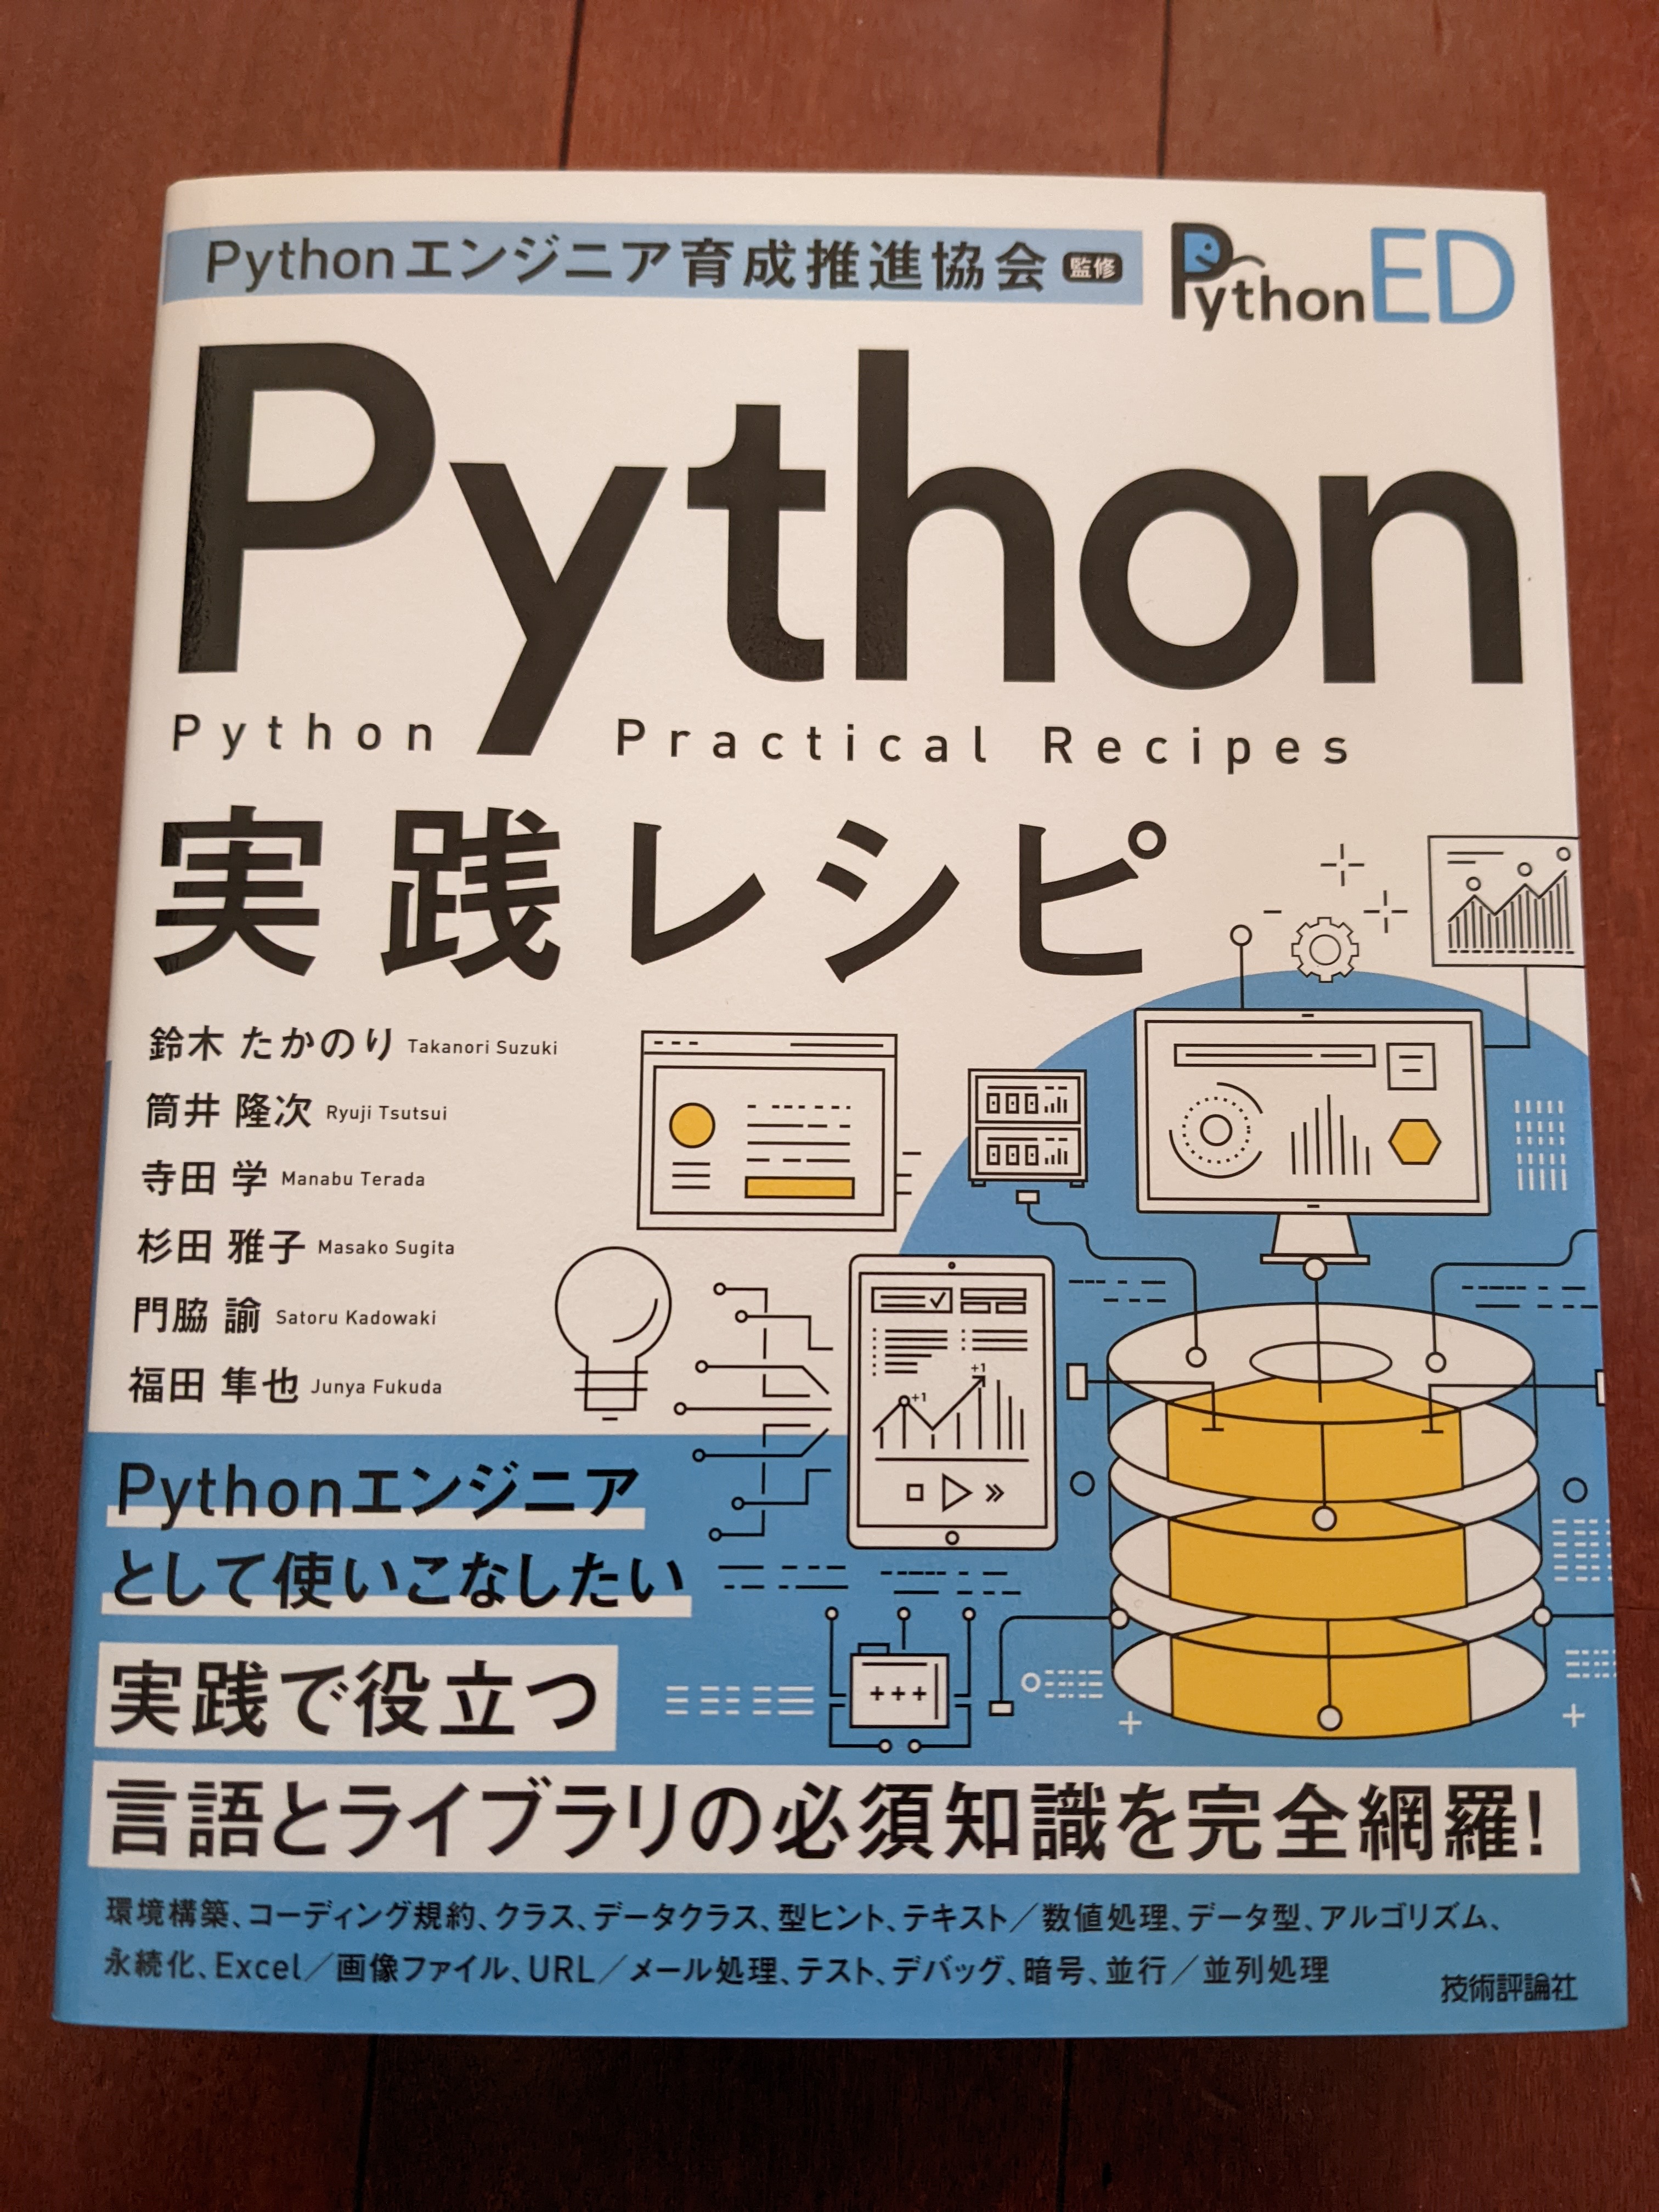 Pythonエンジニア育成推進協会 監修
PythonED
Python
Python Practical Recipes
実践レシピ
鈴木 たかのり Takanori Suzuki
筒井 隆次 Ryuji Tsutsui
寺田 学 Manabu Terada
杉田 雅子 Masako Sugita
門脇 諭 Satoru Kadowaki
福田 隼也 Junya Fukuda
+1
+1
Pythonエンジニア
として使いこなしたい
実践で役立つ
言語とライブラリの必須知識を完全網羅!
環境構築、コーディング規約、クラス、データクラス、型ヒント、テキスト／数値処理、データ型、アルゴリズム、
永続化、Excel／画像ファイル、URL／メール処理、テスト、デバッグ、暗号、並行／並列処理
技術評論社